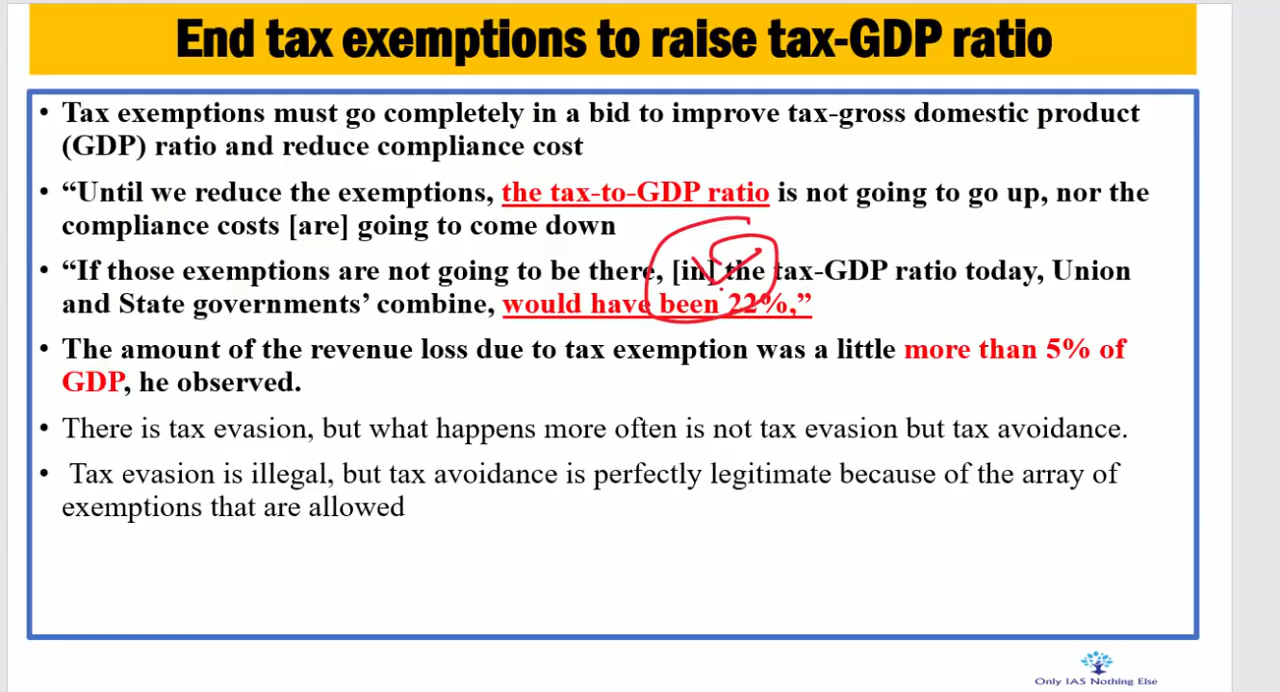 End tax exemptions to raise tax-GDP ratio
• Tax exemptions must go completely in a bid to improve tax-gross domestic product
(GDP) ratio and reduce compliance cost
• “Until we reduce the exemptions, the tax-to-GDP ratio is not going to go up, nor the
compliance costs [are] going to come down
• “If those exemptions are not going to be there, [in] the tax-GDP ratio today, Union
and State governments’ combine, would have been 22%,”
• The amount of the revenue loss due to tax exemption was a little more than 5% of
GDP, he observed.
• There is tax evasion, but what happens more often is not tax evasion but tax avoidance.
• Tax evasion is illegal, but tax avoidance is perfectly legitimate because of the array of
exemptions that are allowed
Only IAS Nothing Else